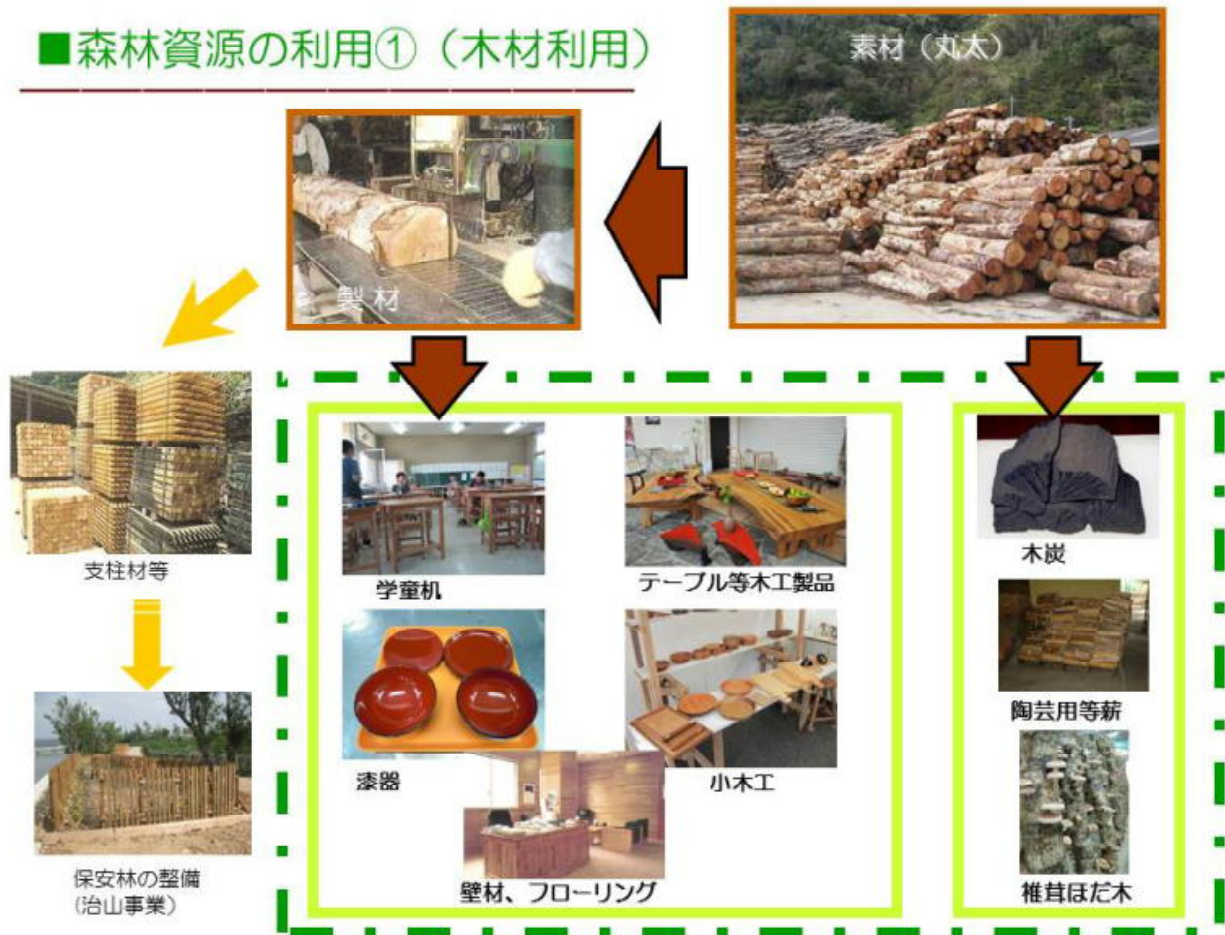 ■森林資源の利用①（木材利用）
素材（丸太）
製材
支柱材等
保安林の整備
(治山事業）
学童机
テーブル等木工製品
漆器
小木工
壁材、フローリング
木炭
陶芸用等薪
椎茸ほだ木